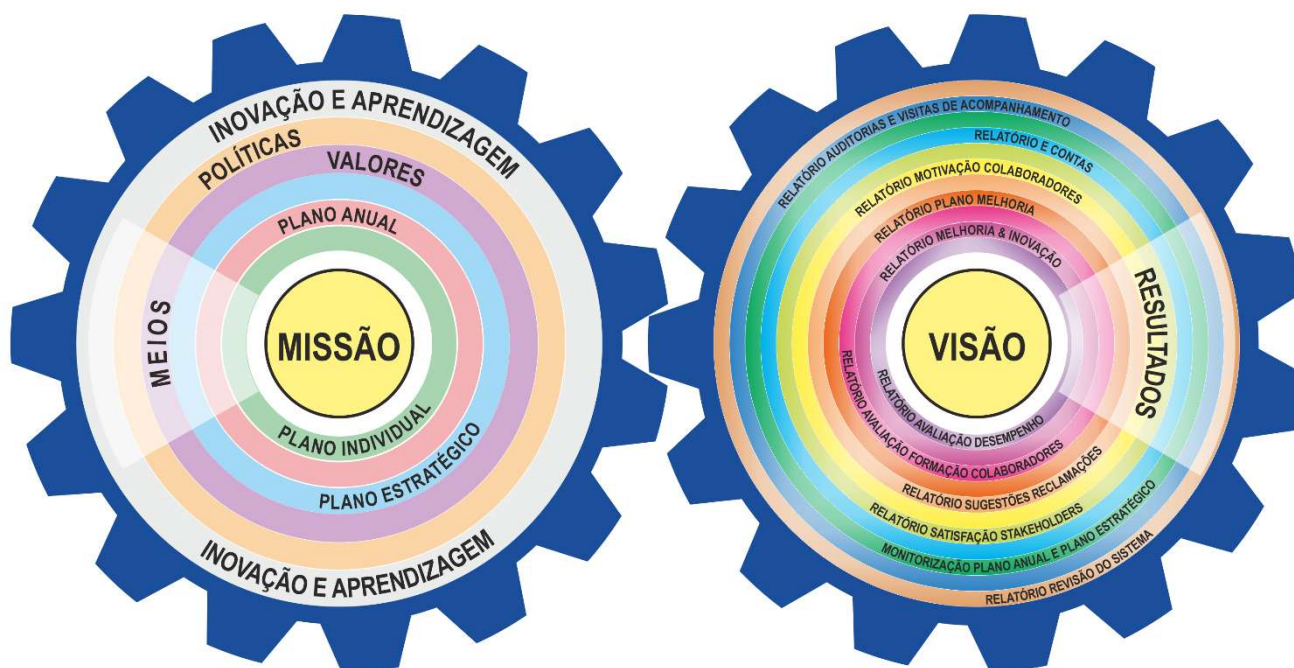 INOVAÇÃO E APRENDIZAGEM
POLÍTICAS
VALORES
PLANO ANUAL
MEIOS
MISSÃO
PLANO INDIVIDUAL
PLANO ESTRATÉGICO
INOVAÇÃO E APRENDIZAGEM
RELATÓRIO AUDITORIAS E VISITAS DE ACOMPANHAMENTO
RELATÓRIO E CONTAS
RELATÓRIO MOTIVAÇÃO COLABORADORES
RELATÓRIO PLANO MELHORIA
RELATÓRIO MELHORIA & INOVAÇÃO
VISÃO
RESULTADOS
RELATÓRIO AVALIAÇÃO DESEMPENHO
RELATÓRIO AVALIAÇÃO FORMAÇÃO COLABORADORES
RELATÓRIO SUGESTÕES RECLAMAÇÕES
RELATÓRIO SATISFAÇÃO STAKEHOLDERS
MONITORIZAÇÃO PLANO ANUAL E PLANO ESTRATÉGICO
RELATÓRIO REVISÃO DO SISTEMA